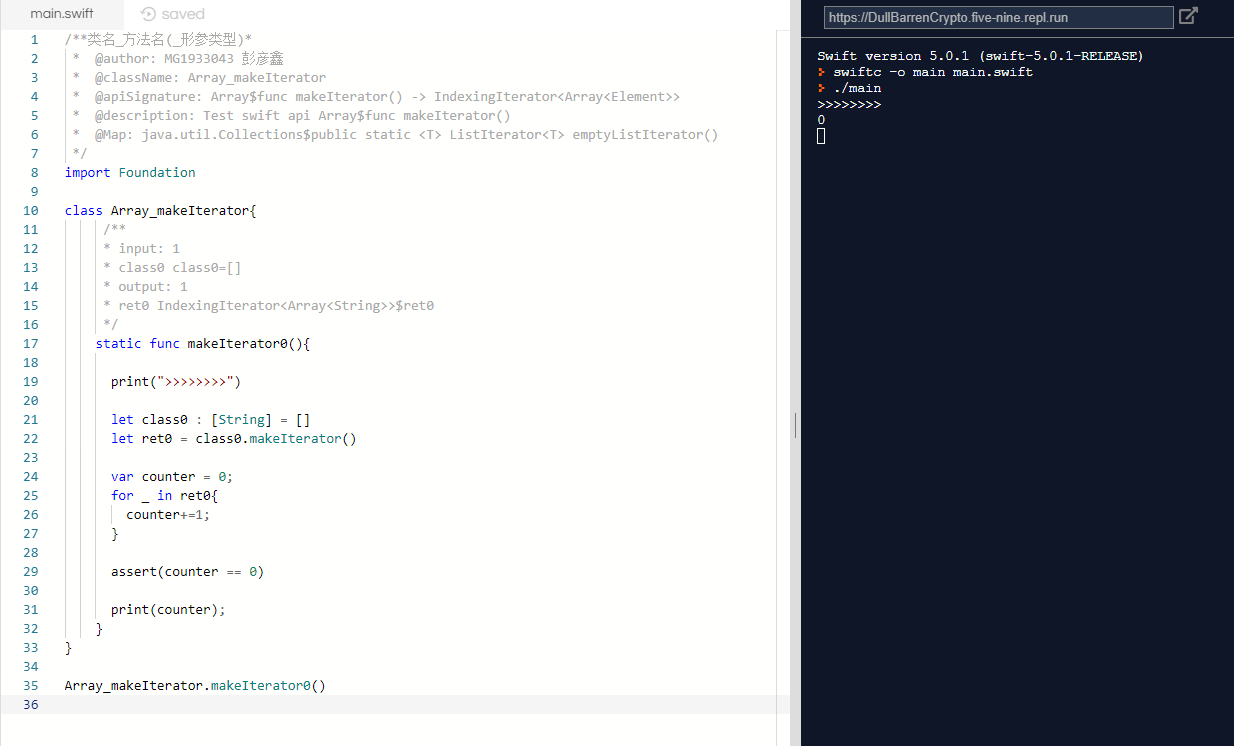 main.swift
saved
1 /**类名_方法名(_形参类型)*
2 * @author: MG1933043 彭彦鑫
3 * @className: Array_makeIterator
4 * @apiSignature: Array$func makeIterator() -> IndexingIterator<Array<Element>>
5 * @description: Test swift api Array$func makeIterator()
6 * @Map: java.util.Collections$public static <T> ListIterator<T> emptyListIterator()
7 */
8 import Foundation
9
10 class Array_makeIterator{
11 /**
12 * input: 1
13 * class0 class0=[]
14 * output: 1
15 * ret0 IndexingIterator<Array<String>>$ret0
16 */
17 static func makeIterator0(){
18
19 print(">>>>>>>>")
20
21 let class0 : [String] = []
22 let ret0 = class0.makeIterator()
23
24 var counter = 0;
25 for _ in ret0{
26 counter+=1;
27 }
28
29 assert(counter == 0)
30
31 print(counter);
32 }
33 }
34
35 Array_makeIterator.makeIterator0()
36
https://DullBarrenCrypto.five-nine.repl.run
Swift version 5.0.1 (swift-5.0.1-RELEASE)
> swiftc -o main main.swift
> ./main
>>>>>>>>
0